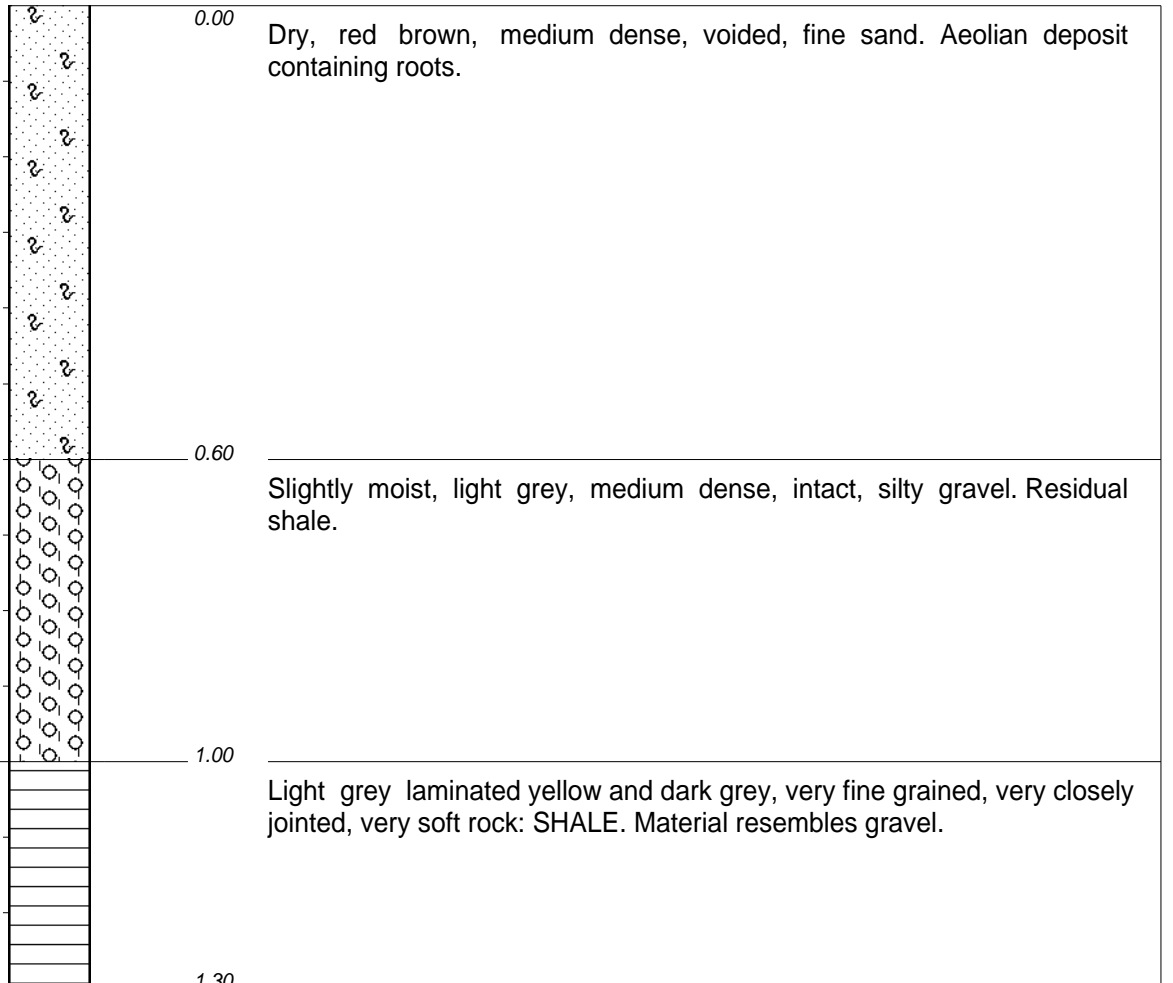 0.00
Dry, red brown, medium dense, voided, fine sand. Aeolian deposit
containing roots.
0.60
Slightly moist, light grey, medium dense, intact, silty gravel. Residual
shale.
1.00
Light grey laminated yellow and dark grey, very fine grained, very closely
jointed, very soft rock: SHALE. Material resembles gravel.
1.30